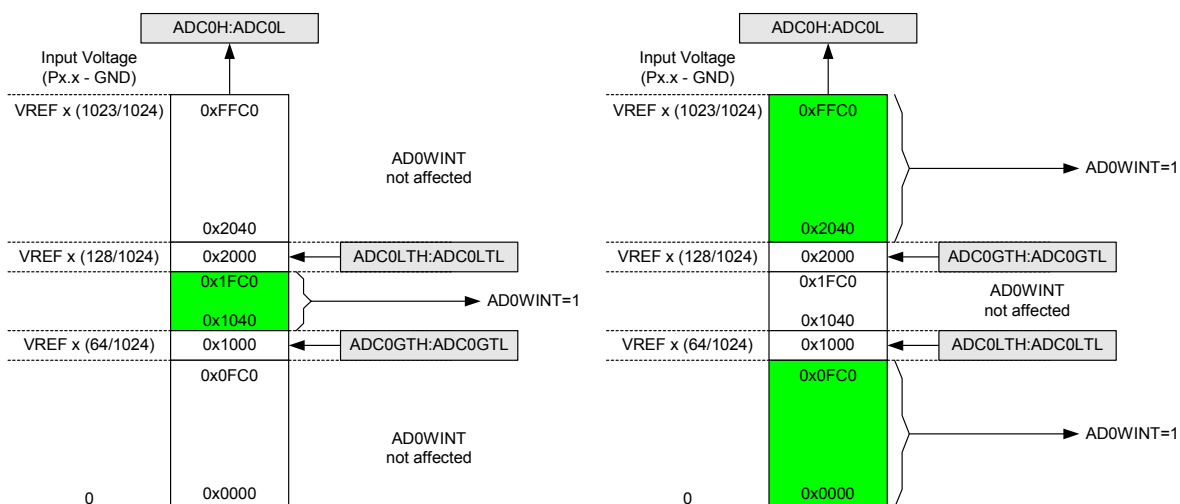 ADC0H:ADC0L
Input Voltage
(Px.x - GND)
VREF x (1023/1024)
0xFFC0
AD0WINT
not affected
0x2040
VREF x (128/1024)
0x2000
ADC0LTH:ADC0LTL
0x1FC0
AD0WINT=1
0x1040
VREF x (64/1024)
0x1000
ADC0GTH:ADC0GTL
0x0FC0
AD0WINT
not affected
0
0x0000
ADC0H:ADC0L
Input Voltage
(Px.x - GND)
VREF x (1023/1024)
0xFFC0
AD0WINT=1
0x2040
VREF x (128/1024)
0x2000
ADC0GTH:ADC0GTL
0x1FC0
AD0WINT
not affected
0x1040
VREF x (64/1024)
0x1000
ADC0LTH:ADC0LTL
0x0FC0
AD0WINT=1
0
0x0000